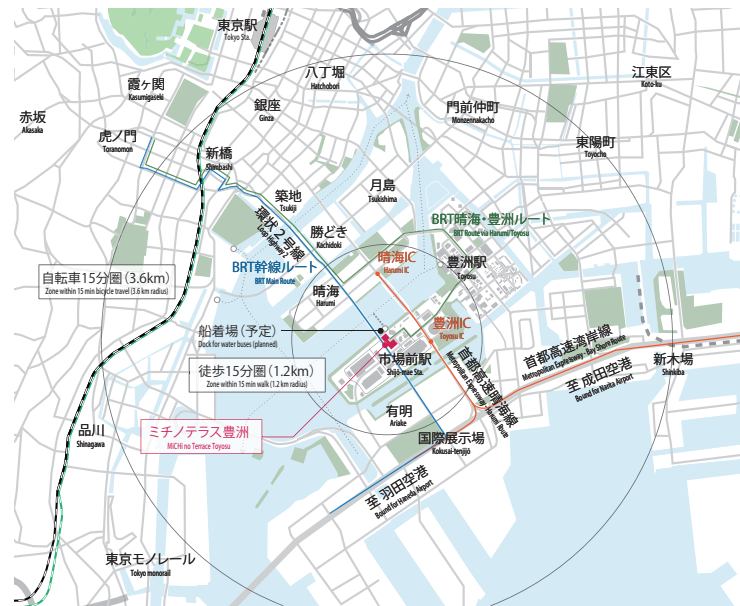 東京駅
Tokyo Sta.
八丁堀
Hatchobori
江東区
Koto-ku
霞ヶ関
Kasumigaseki
銀座
Ginza
門前仲町
Monzennakacho
赤坂
Akasaka
虎ノ門
Toranomon
東陽町
Toyocho
新橋
Shimbashi
月島
Tsukishima
築地
Tsukiji
環状2号線
Loop Highway 2
勝どき
Kachidoki
BRT晴海・豊洲ルート
BRT Route via Harumi/Toyosu
晴海IC
Harumi IC
豊洲駅
Toyosu
BRT幹線ルート
BRT Main Route
自転車15分圏(3.6km)
Zone within 15 min bicycle travel (3.6 km radius)
晴海
Harumi
船着場(予定)
Dock for water buses (planned)
豊洲IC
Toyosu IC
市場前駅
Shijō-mae Sta.
首都高速湾岸線
Metropolitan Expressway - Bay Shore Route
新木場
Shinkiba
徒歩15分圏(1.2km)
Zone within 15 min walk (1.2 km radius)
首都高速晴海線
Metropolitan Expressway - Harumi Route
至 成田空港
Bound for Narita Airport
有明
Ariake
ミチノテラス豊洲
MiCHi no Terrace Toyosu
品川
Shinagawa
国際展示場
Kokusai-tenjijō
至 羽田空港
Bound for Haneda Airport
東京モノレール
Tokyo monorail